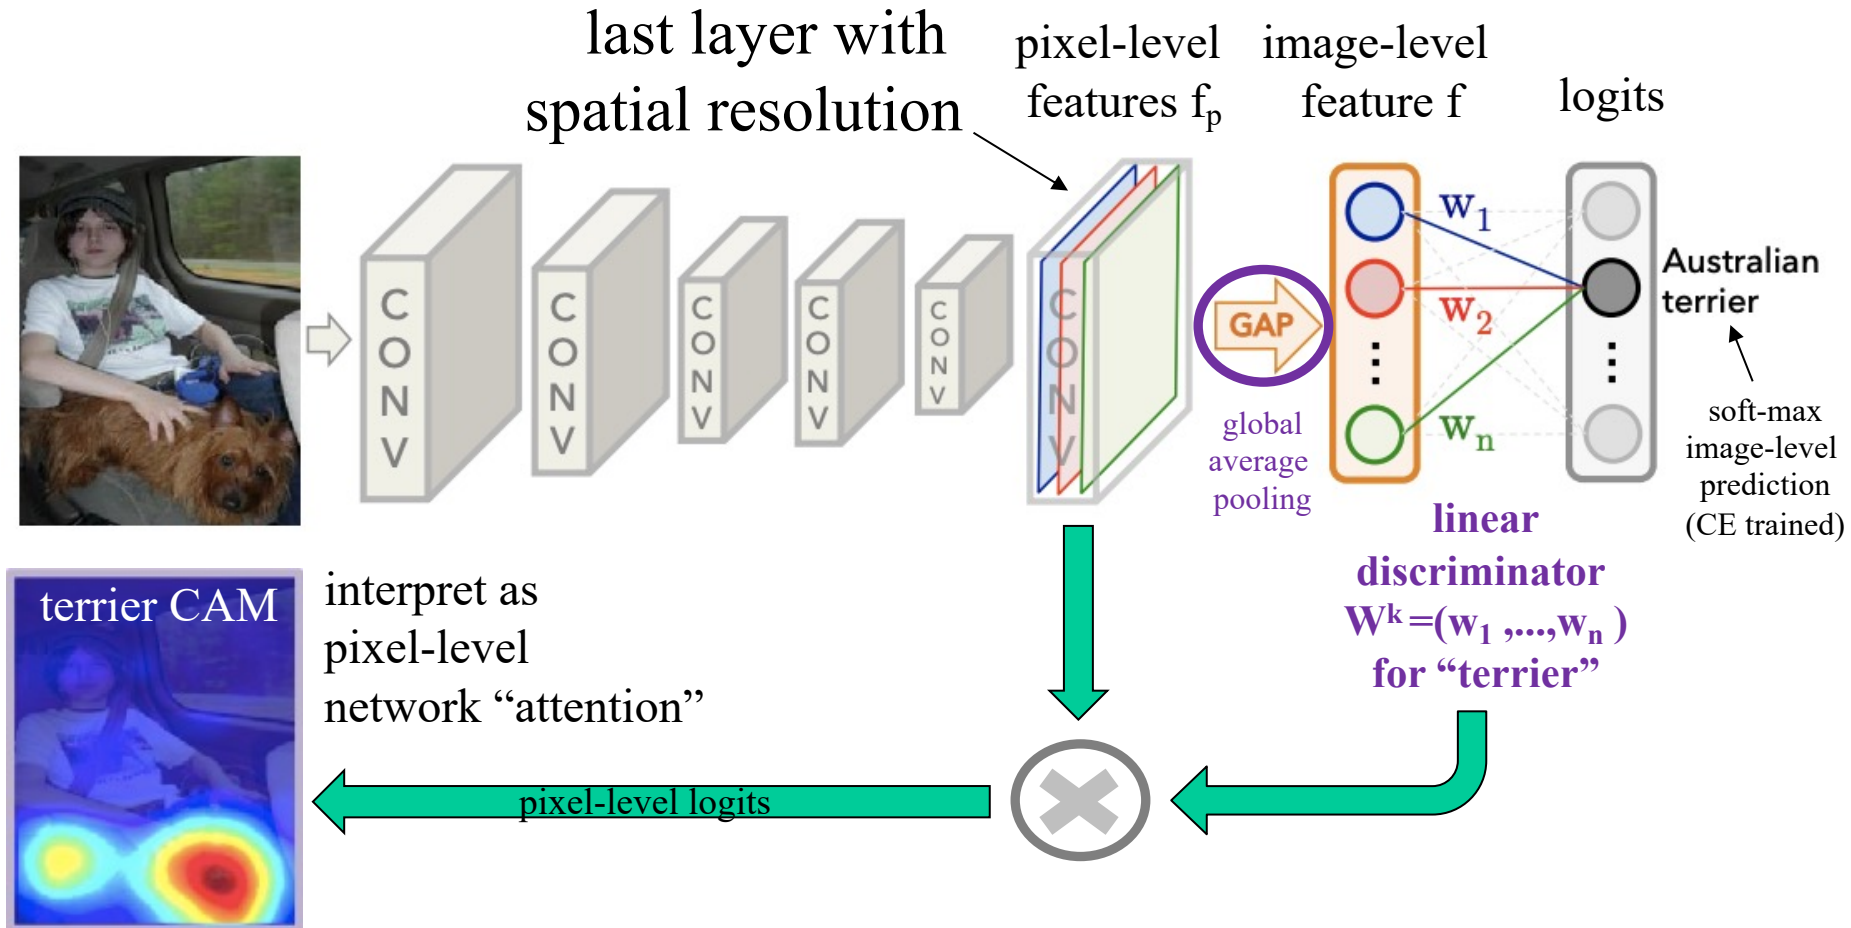 last layer with
spatial resolution
pixel-level
features fₚ
image-level
feature f
logits
CONV
CONV
CONV
CONV
CONV
CONV
GAP
global
average
pooling
w₁
w₂
wₙ
Australian
terrier
soft-max
image-level
prediction
(CE trained)
linear
discriminator
Wᵏ=(w₁ ,...,wₙ )
for “terrier”
terrier CAM
interpret as
pixel-level
network “attention”
pixel-level logits